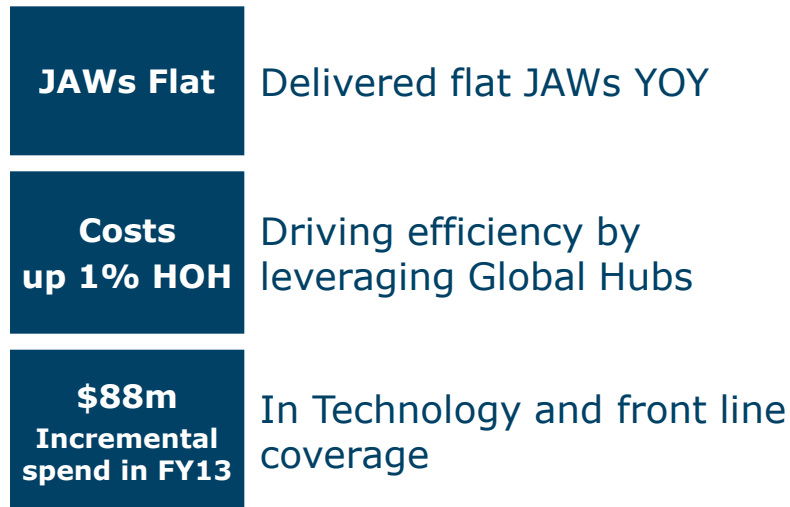 JAWs Flat
Delivered flat JAWs YOY
Costs
up 1% HOH
Driving efficiency by
leveraging Global Hubs
$88m
Incremental
spend in FY13
In Technology and front line
coverage